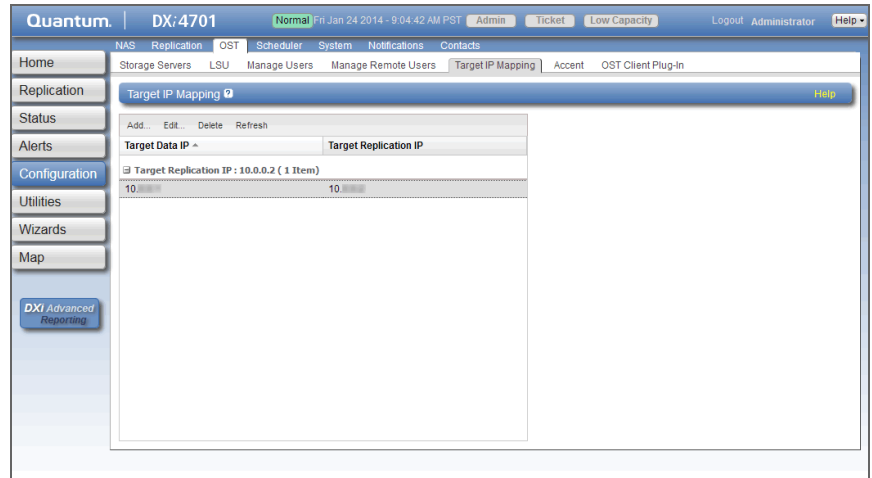 Quantum. DXi4701 Normal Fri Jan 24 2014 - 9:04:42 AM PST Admin Ticket Low Capacity Logout Administrator Help
NAS Replication OST Scheduler System Notifications Contacts
Storage Servers LSU Manage Users Manage Remote Users Target IP Mapping Accent OST Client Plug-In
Home
Replication
Status
Alerts
Configuration
Utilities
Wizards
Map
DXi Advanced
Reporting
Target IP Mapping ? Help
Add... Edit... Delete Refresh
Target Data IP Target Replication IP
Target Replication IP : 10.0.0.2 ( 1 Item)
10. 10.